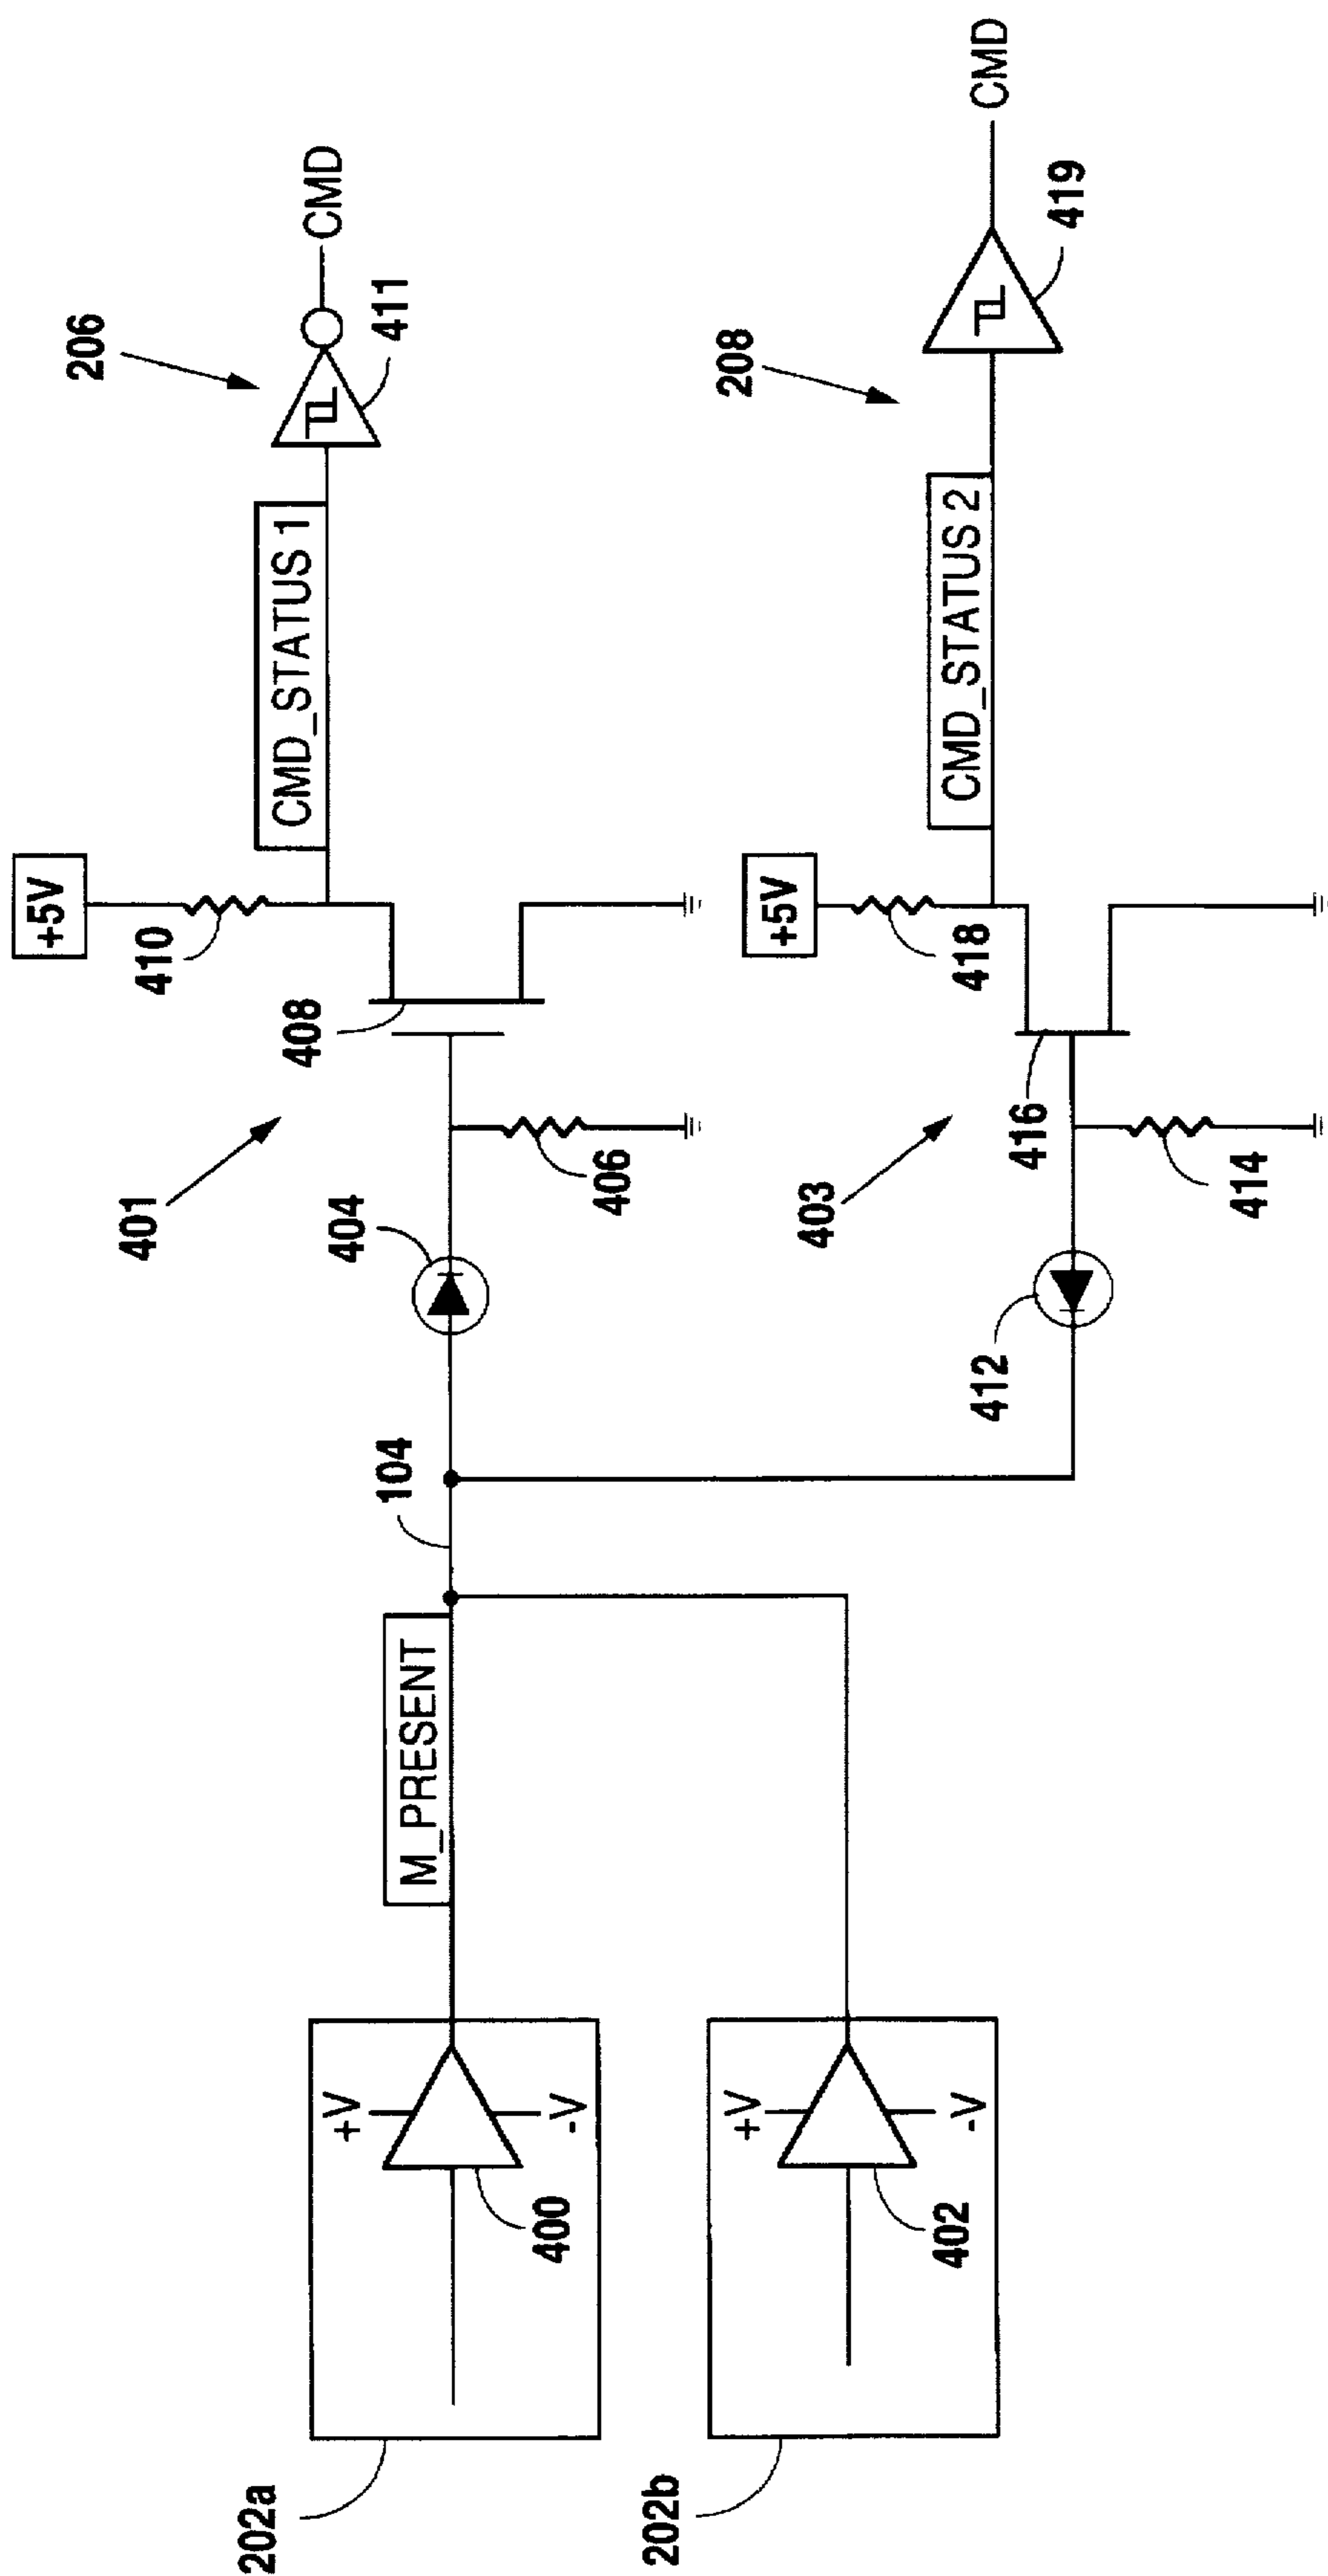 202a
+V
-V
400
202b
+V
-V
402
M_PRESENT
104
401
404
406
408
+5V
410
CMD_STATUS 1
206
411
CMD
403
412
414
416
+5V
418
CMD_STATUS 2
208
419
CMD